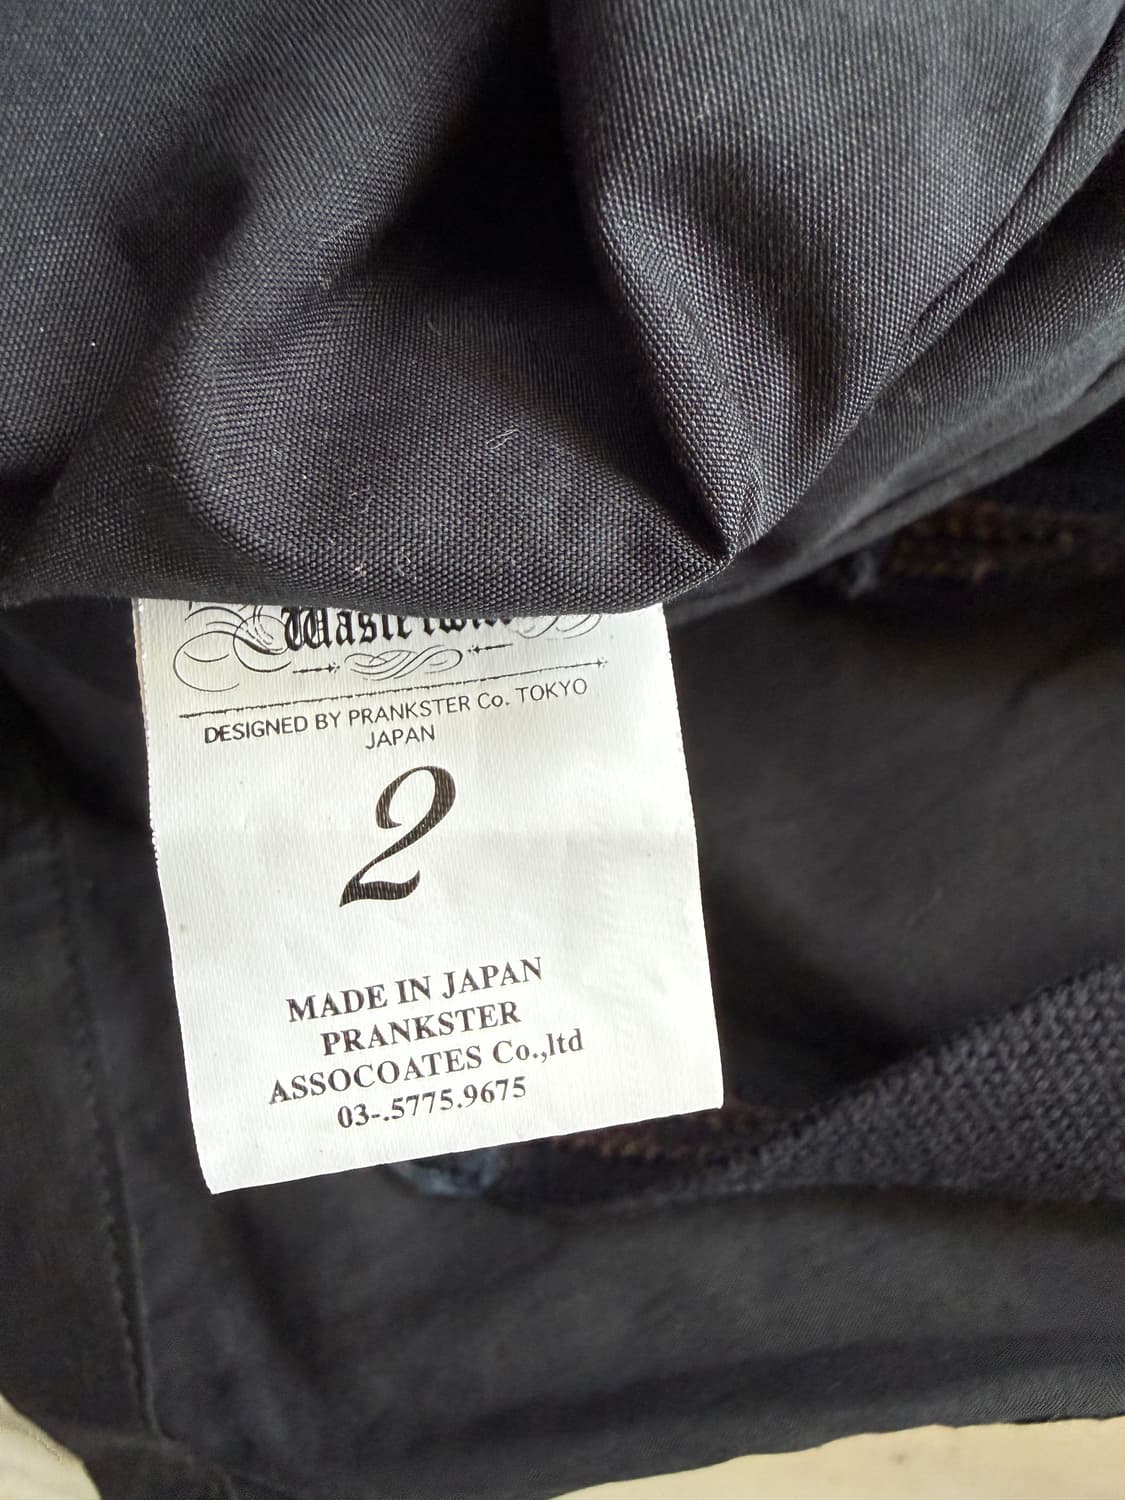 DESIGNED BY PRANKSTER Co. TOKYO
JAPAN
2
MADE IN JAPAN
PRANKSTER
ASSOCOATES Co.,ltd
03-.5775.9675